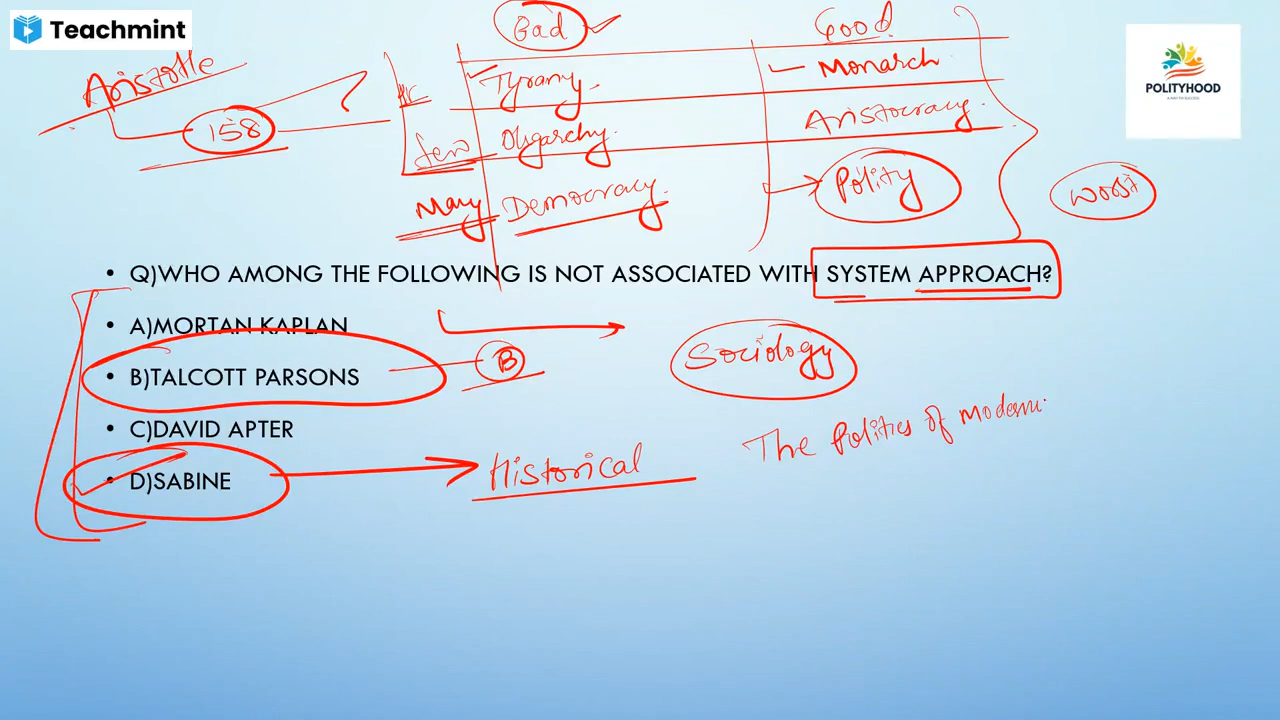 Teachmint
Bad Good
Aristotle
Tyrany Monarch
POLITYHOOD
158
few Oligarchy Aristocracy
Many Democracy Polity
worst
• Q)WHO AMONG THE FOLLOWING IS NOT ASSOCIATED WITH SYSTEM APPROACH?
• A)MORTAN KAPLAN
B Sociology
• B)TALCOTT PARSONS
The Politics of Modern
• C)DAVID APTER
Historical
• D)SABINE